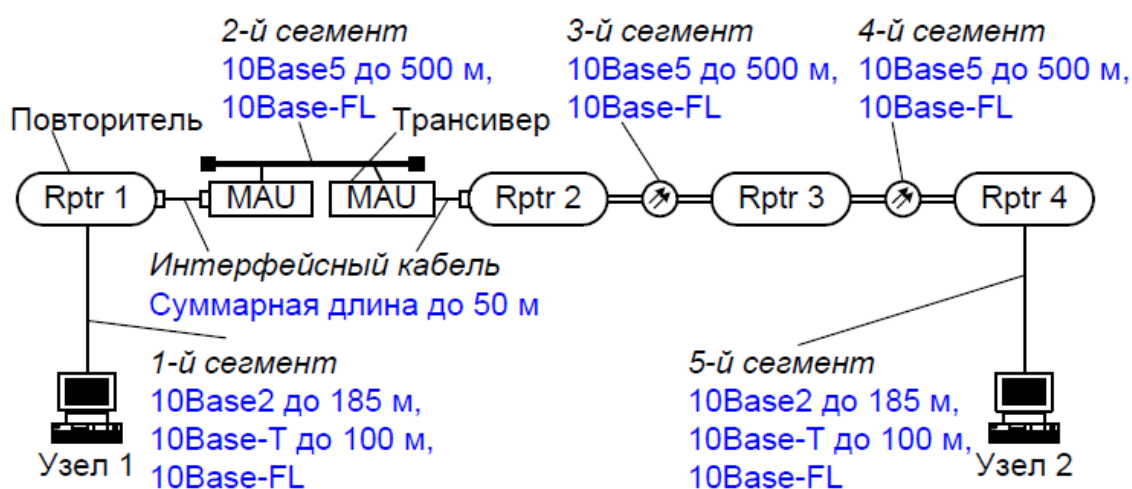 2-й сегмент
10Base5 до 500 м,
10Base-FL
3-й сегмент
10Base5 до 500 м,
10Base-FL
4-й сегмент
10Base5 до 500 м,
10Base-FL
Повторитель
Трансивер
Rptr 1
MAU
MAU
Rptr 2
Rptr 3
Rptr 4
Интерфейсный кабель
Суммарная длина до 50 м
1-й сегмент
10Base2 до 185 м,
10Base-T до 100 м,
10Base-FL
Узел 1
5-й сегмент
10Base2 до 185 м,
10Base-T до 100 м,
10Base-FL
Узел 2